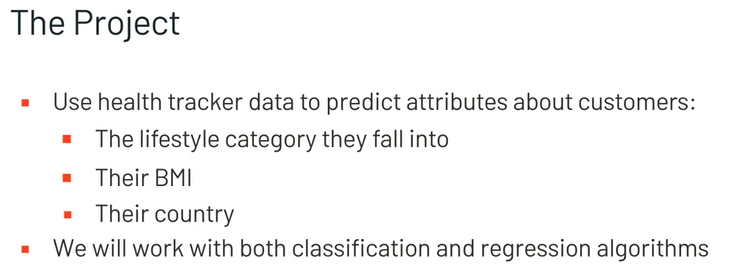 The Project
Use health tracker data to predict attributes about customers:
The lifestyle category they fall into
Their BMI
Their country
We will work with both classification and regression algorithms